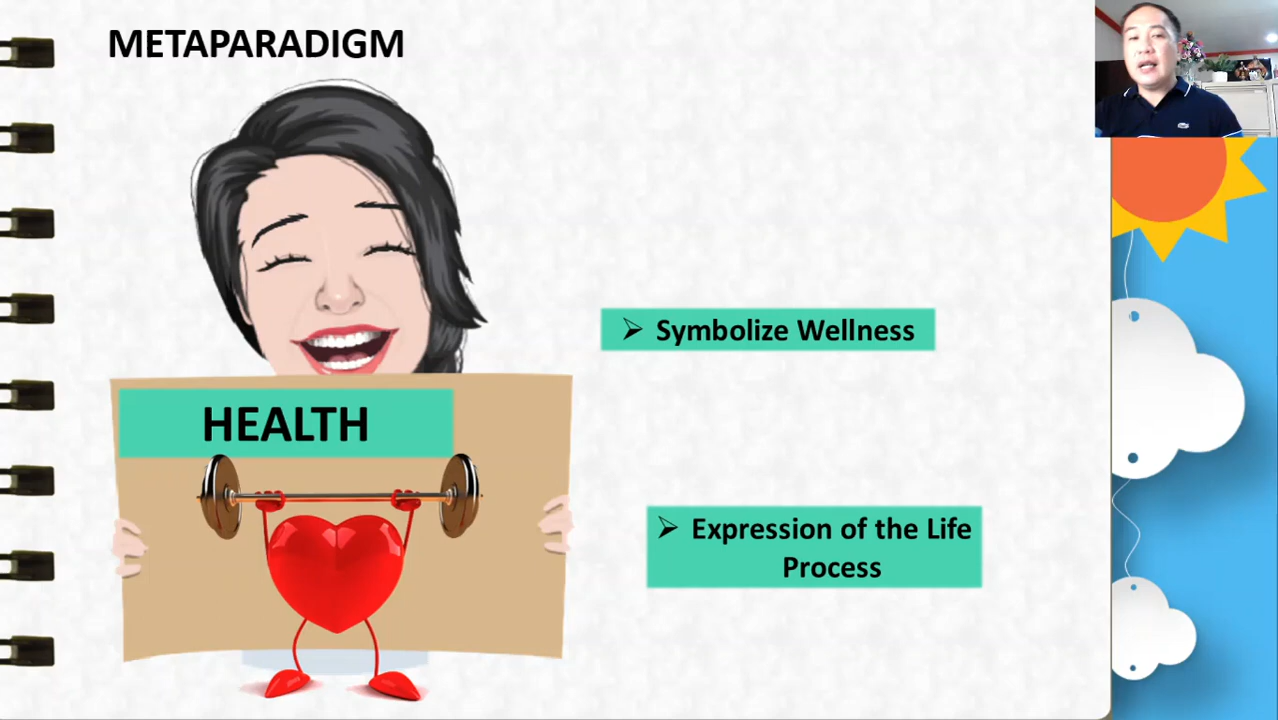 METAPARADIGM
HEALTH
➢ Symbolize Wellness
➢ Expression of the Life
Process